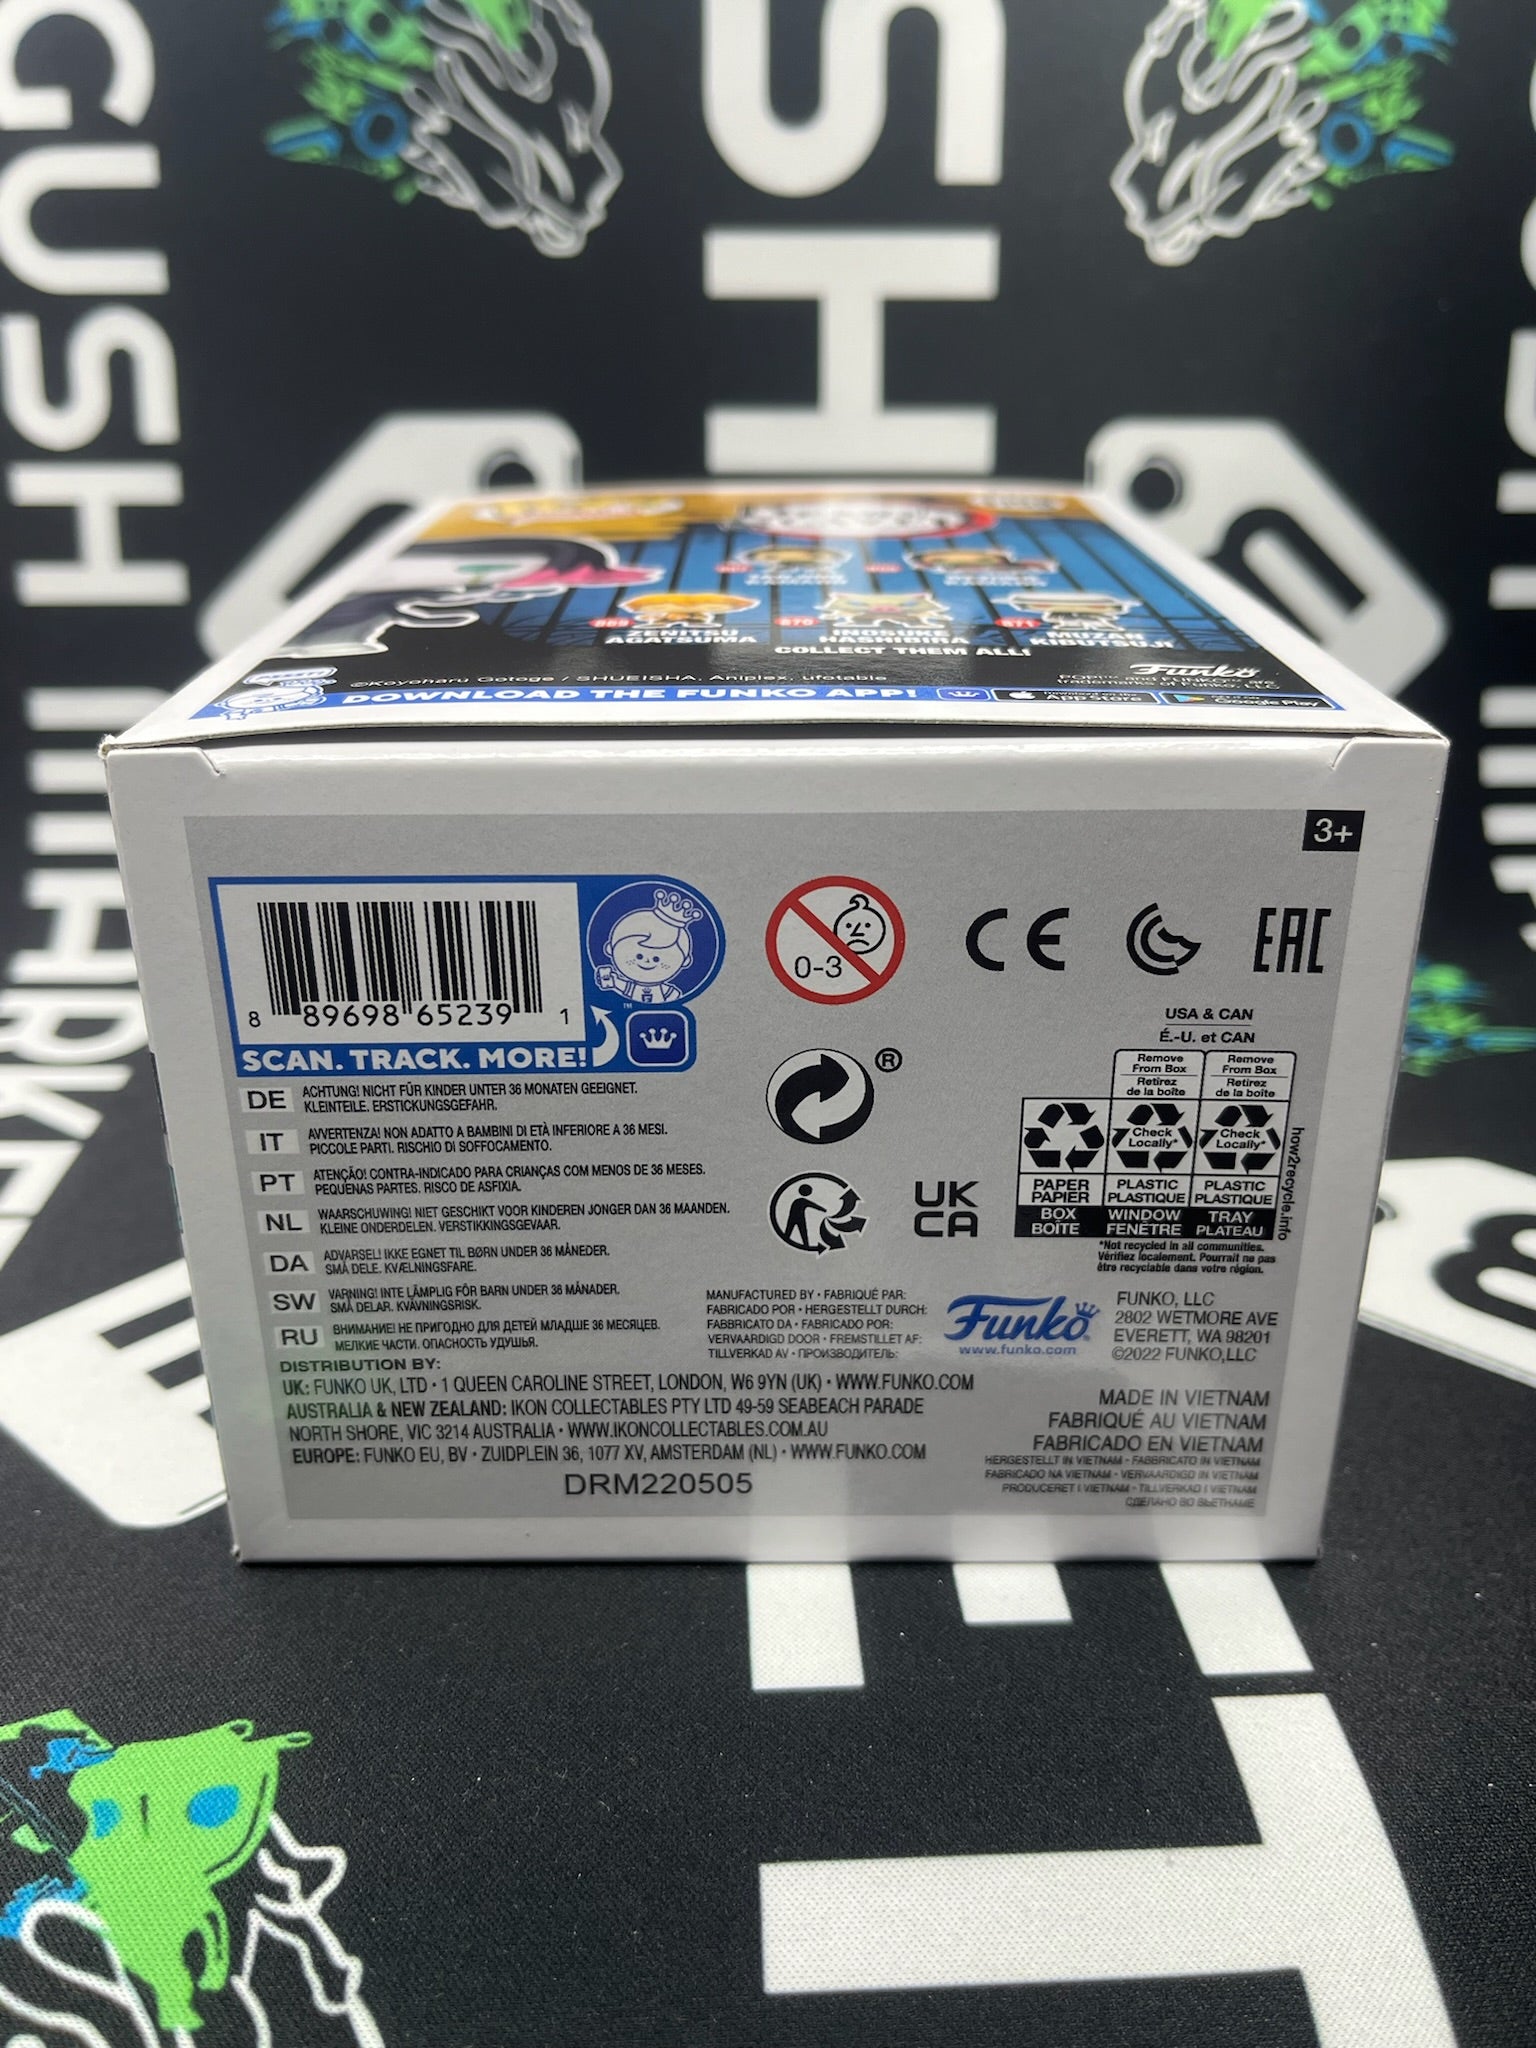 GUSH
SH
869
ZENITSU
AGATSUMA
870
INOSUKE
HASHIBIRA
871
MUZAN
KIBUTSUJI
COLLECT THEM ALL!
Funko
©Koyoharu Gotoge / SHUEISHA, Aniplex, ufotable
DOWNLOAD THE FUNKO APP!
App Store
Google Play
3+
8 89698 65239 1
SCAN. TRACK. MORE!
™
0-3
CE
EAC
®
UK
CA
USA & CAN
É.-U. et CAN
Remove
From Box
Retirez
de la boîte
Remove
From Box
Retirez
de la boîte
Check
Locally*
Check
Locally*
PAPER
PAPIER
PLASTIC
PLASTIQUE
PLASTIC
PLASTIQUE
BOX
BOÎTE
WINDOW
FENÊTRE
TRAY
PLATEAU
how2recycle.info
*Not recycled in all communities.
Vérifiez localement. Pourrait ne pas
être recyclable dans votre région.
DE ACHTUNG! NICHT FÜR KINDER UNTER 36 MONATEN GEEIGNET.
KLEINTEILE. ERSTICKUNGSGEFAHR.
IT AVVERTENZA! NON ADATTO A BAMBINI DI ETÀ INFERIORE A 36 MESI.
PICCOLE PARTI. RISCHIO DI SOFFOCAMENTO.
PT ATENÇÃO! CONTRA-INDICADO PARA CRIANÇAS COM MENOS DE 36 MESES.
PEQUENAS PARTES. RISCO DE ASFIXIA.
NL WAARSCHUWING! NIET GESCHIKT VOOR KINDEREN JONGER DAN 36 MAANDEN.
KLEINE ONDERDELEN. VERSTIKKINGSGEVAAR.
DA ADVARSEL! IKKE EGNET TIL BØRN UNDER 36 MÅNEDER.
SMÅ DELE. KVÆLNINGSFARE.
SW VARNING! INTE LÄMPLIG FÖR BARN UNDER 36 MÅNADER.
SMÅ DELAR. KVÄVNINGSRISK.
RU ВНИМАНИЕ! НЕ ПРИГОДНО ДЛЯ ДЕТЕЙ МЛАДШЕ 36 МЕСЯЦЕВ.
МЕЛКИЕ ЧАСТИ. ОПАСНОСТЬ УДУШЬЯ.
MANUFACTURED BY • FABRIQUÉ PAR:
FABRICADO POR • HERGESTELLT DURCH:
FABBRICATO DA • FABRICADO POR:
VERVAARDIGD DOOR • FREMSTILLET AF:
TILLVERKAD AV • ПРОИЗВОДИТЕЛЬ:
Funko
www.funko.com
FUNKO, LLC
2802 WETMORE AVE
EVERETT, WA 98201
©2022 FUNKO,LLC
DISTRIBUTION BY:
UK: FUNKO UK, LTD • 1 QUEEN CAROLINE STREET, LONDON, W6 9YN (UK) • WWW.FUNKO.COM
AUSTRALIA & NEW ZEALAND: IKON COLLECTABLES PTY LTD 49-59 SEABEACH PARADE
NORTH SHORE, VIC 3214 AUSTRALIA • WWW.IKONCOLLECTABLES.COM.AU
EUROPE: FUNKO EU, BV • ZUIDPLEIN 36, 1077 XV, AMSTERDAM (NL) • WWW.FUNKO.COM
DRM220505
MADE IN VIETNAM
FABRIQUÉ AU VIETNAM
FABRICADO EN VIETNAM
HERGESTELLT IN VIETNAM • FABBRICATO IN VIETNAM
FABRICADO NA VIETNAM • VERVAARDIGD IN VIETNAM
PRODUCERET I VIETNAM • TILLVERKAD I VIETNAM
СДЕЛАНО ВО ВЬЕТНАМЕ